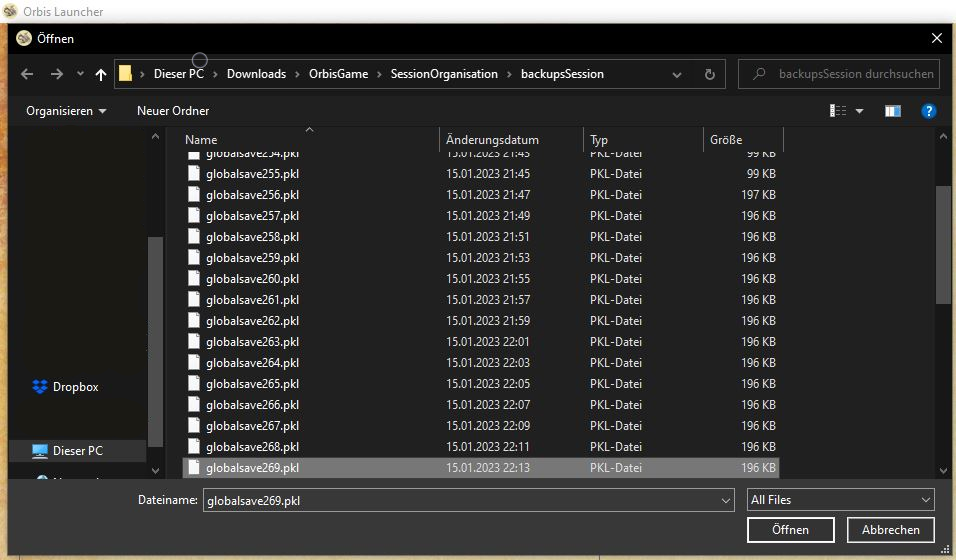 Orbis Launcher
Öffnen
Dieser PC › Downloads › OrbisGame › SessionOrganisation › backupsSession
backupsSession durchsuchen
Organisieren Neuer Ordner
Name Änderungsdatum Typ Größe
globalsave254.pkl 15.01.2023 21:43 PKL-Datei 99 KB
globalsave255.pkl 15.01.2023 21:45 PKL-Datei 99 KB
globalsave256.pkl 15.01.2023 21:47 PKL-Datei 197 KB
globalsave257.pkl 15.01.2023 21:49 PKL-Datei 196 KB
globalsave258.pkl 15.01.2023 21:51 PKL-Datei 196 KB
globalsave259.pkl 15.01.2023 21:53 PKL-Datei 196 KB
globalsave260.pkl 15.01.2023 21:55 PKL-Datei 196 KB
globalsave261.pkl 15.01.2023 21:57 PKL-Datei 196 KB
globalsave262.pkl 15.01.2023 21:59 PKL-Datei 196 KB
globalsave263.pkl 15.01.2023 22:01 PKL-Datei 196 KB
globalsave264.pkl 15.01.2023 22:03 PKL-Datei 196 KB
globalsave265.pkl 15.01.2023 22:05 PKL-Datei 196 KB
globalsave266.pkl 15.01.2023 22:07 PKL-Datei 196 KB
globalsave267.pkl 15.01.2023 22:09 PKL-Datei 196 KB
globalsave268.pkl 15.01.2023 22:11 PKL-Datei 196 KB
globalsave269.pkl 15.01.2023 22:13 PKL-Datei 196 KB
Dropbox
Dieser PC
Dateiname: globalsave269.pkl All Files
Öffnen Abbrechen